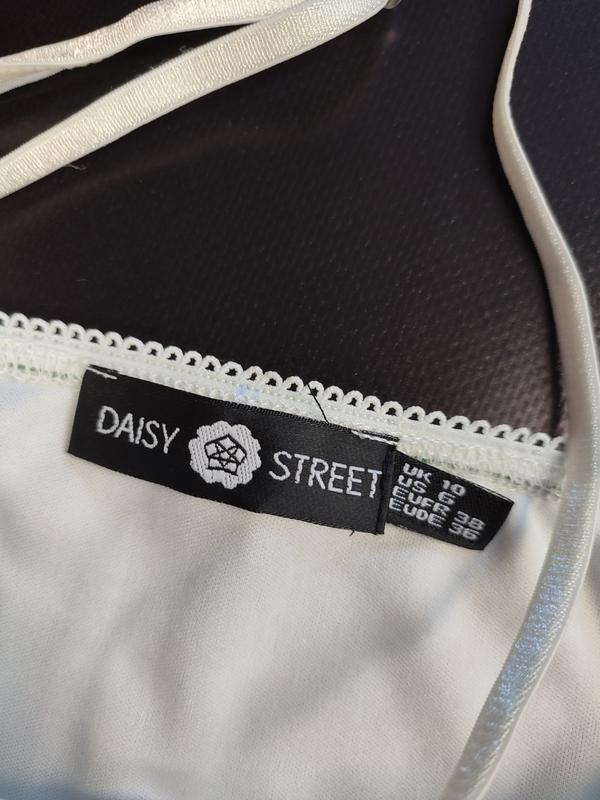 DAISY STREET
UK 10
US 6
EUFR 38
EUDE 36